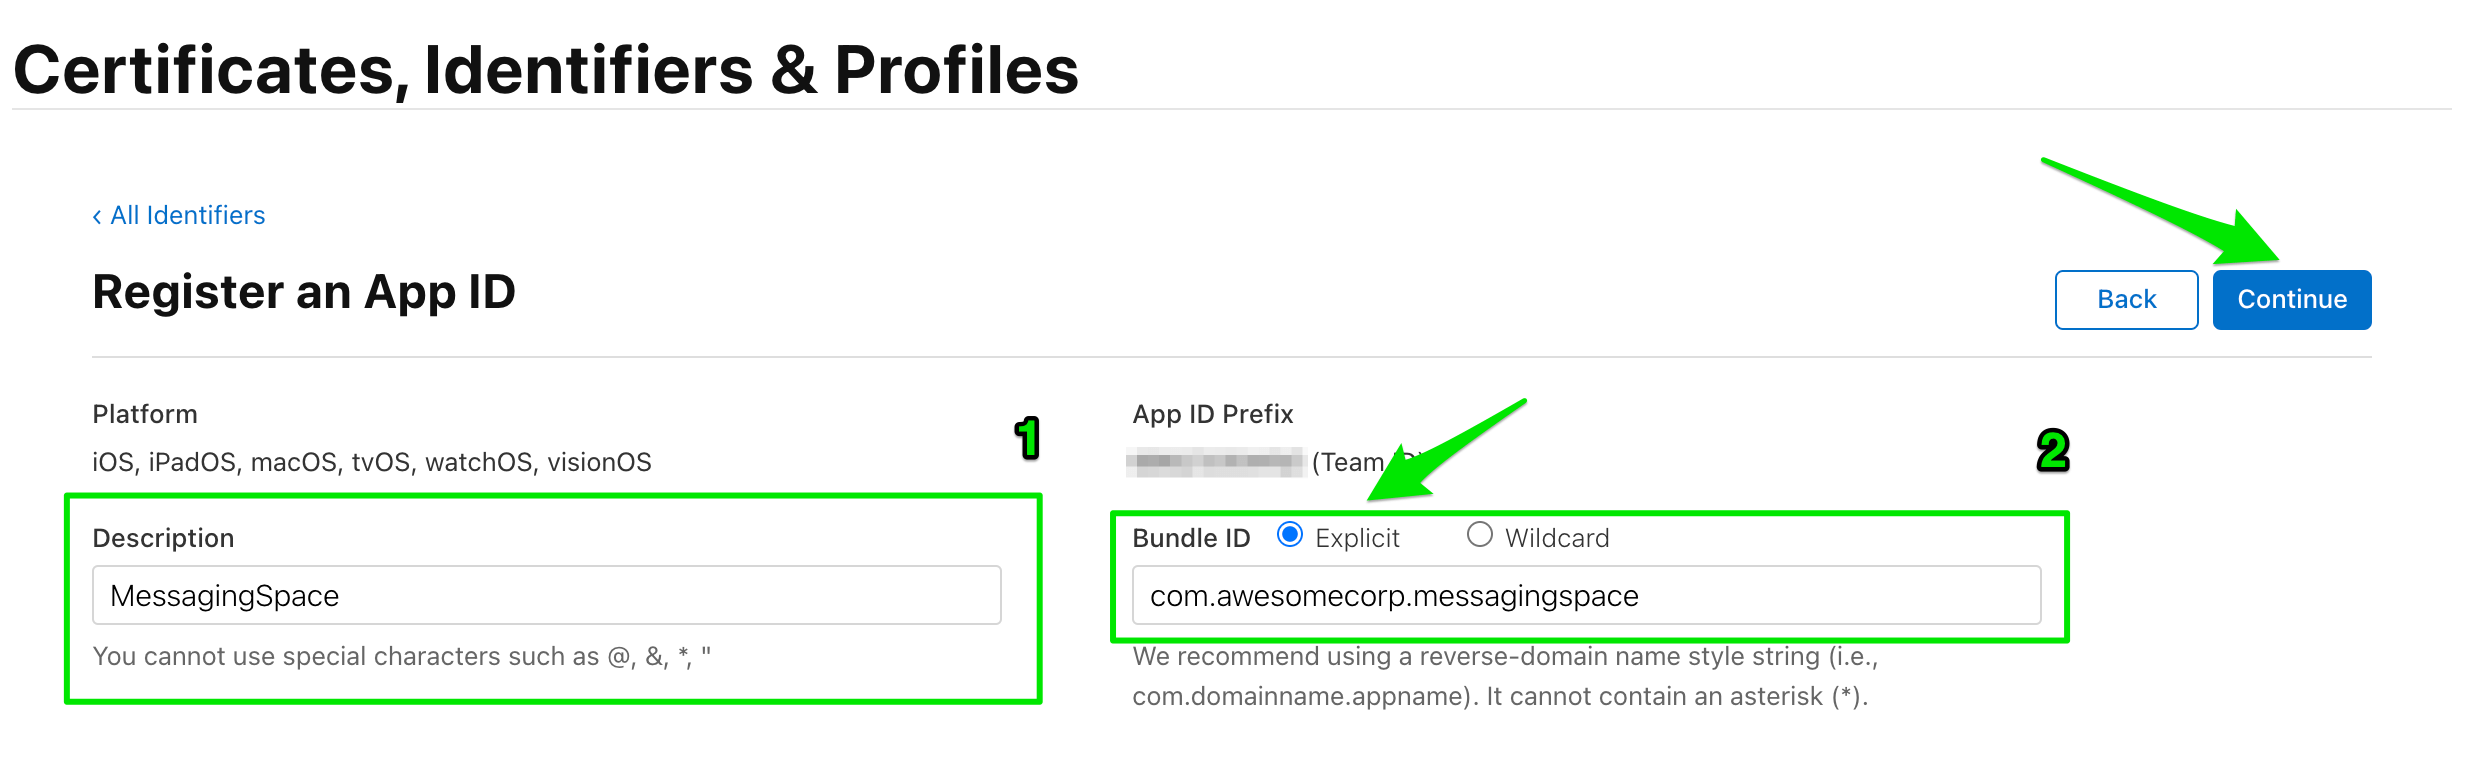 Certificates, Identifiers & Profiles
‹ All Identifiers
Register an App ID
Back
Continue
Platform
iOS, iPadOS, macOS, tvOS, watchOS, visionOS
1
Description
MessagingSpace
You cannot use special characters such as @, &, *, "
App ID Prefix
(Team ID)
2
Bundle ID Explicit Wildcard
com.awesomecorp.messagingspace
We recommend using a reverse-domain name style string (i.e.,
com.domainname.appname). It cannot contain an asterisk (*).